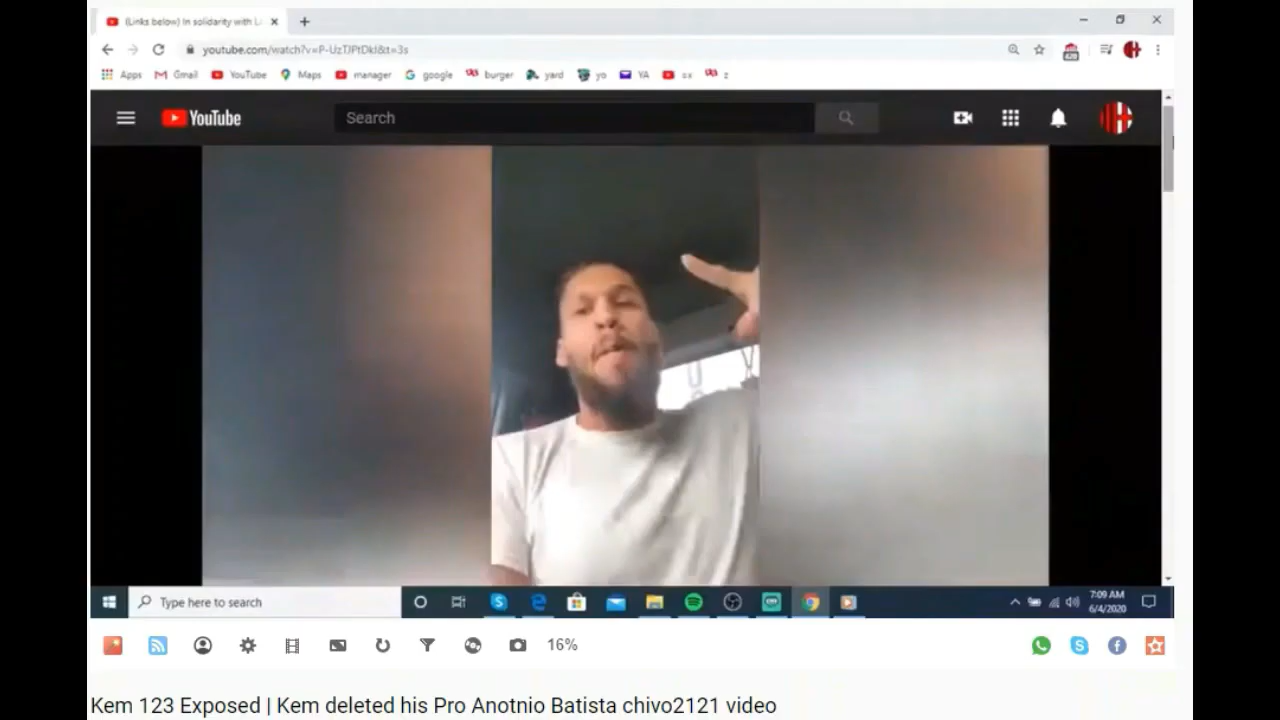 (Links below) In solidarity with L
youtube.com/watch?v=P-UzTJPtDkI&t=3s
Apps Gmail YouTube Maps manager google burger yard yo YA sx z
YouTube Search
U
Type here to search
7:09 AM
6/4/2020
16%
Kem 123 Exposed | Kem deleted his Pro Anotnio Batista chivo2121 video